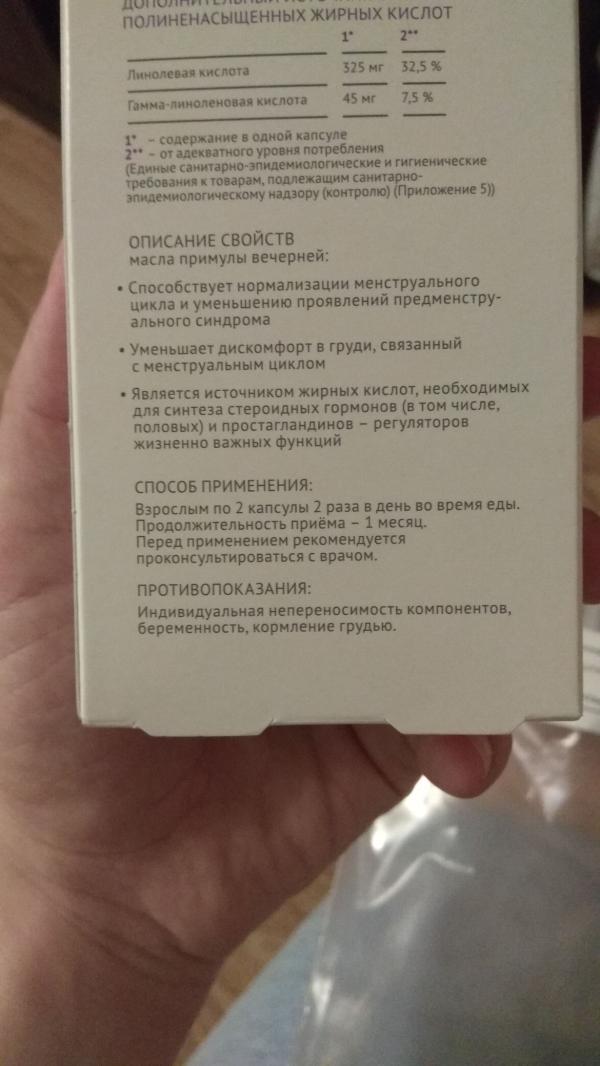 ДОПОЛНИТЕЛЬНЫЙ
ПОЛИНЕНАСЫЩЕННЫХ ЖИРНЫХ КИСЛОТ
1* 2**
Линолевая кислота 325 мг 32,5 %
Гамма-линоленовая кислота 45 мг 7,5 %
1* – содержание в одной капсуле
2** – от адекватного уровня потребления
(Единые санитарно-эпидемиологические и гигиенические
требования к товарам, подлежащим санитарно-
эпидемиологическому надзору (контролю) (Приложение 5))
ОПИСАНИЕ СВОЙСТВ
масла примулы вечерней:
• Способствует нормализации менструального
цикла и уменьшению проявлений предменстру-
ального синдрома
• Уменьшает дискомфорт в груди, связанный
с менструальным циклом
• Является источником жирных кислот, необходимых
для синтеза стероидных гормонов (в том числе,
половых) и простагландинов – регуляторов
жизненно важных функций
СПОСОБ ПРИМЕНЕНИЯ:
Взрослым по 2 капсулы 2 раза в день во время еды.
Продолжительность приёма – 1 месяц.
Перед применением рекомендуется
проконсультироваться с врачом.
ПРОТИВОПОКАЗАНИЯ:
Индивидуальная непереносимость компонентов,
беременность, кормление грудью.